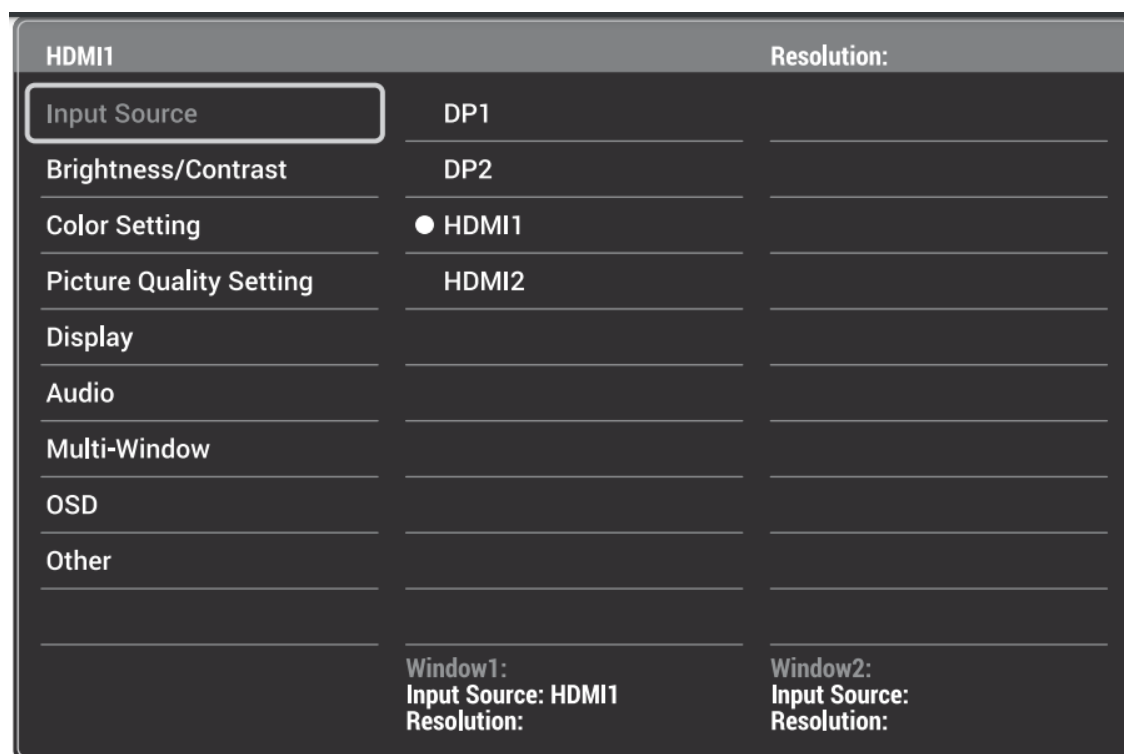 HDMI1 Resolution:
Input Source DP1
Brightness/Contrast DP2
Color Setting HDMI1
Picture Quality Setting HDMI2
Display
Audio
Multi-Window
OSD
Other
Window1: Window2:
Input Source: HDMI1 Input Source:
Resolution: Resolution: